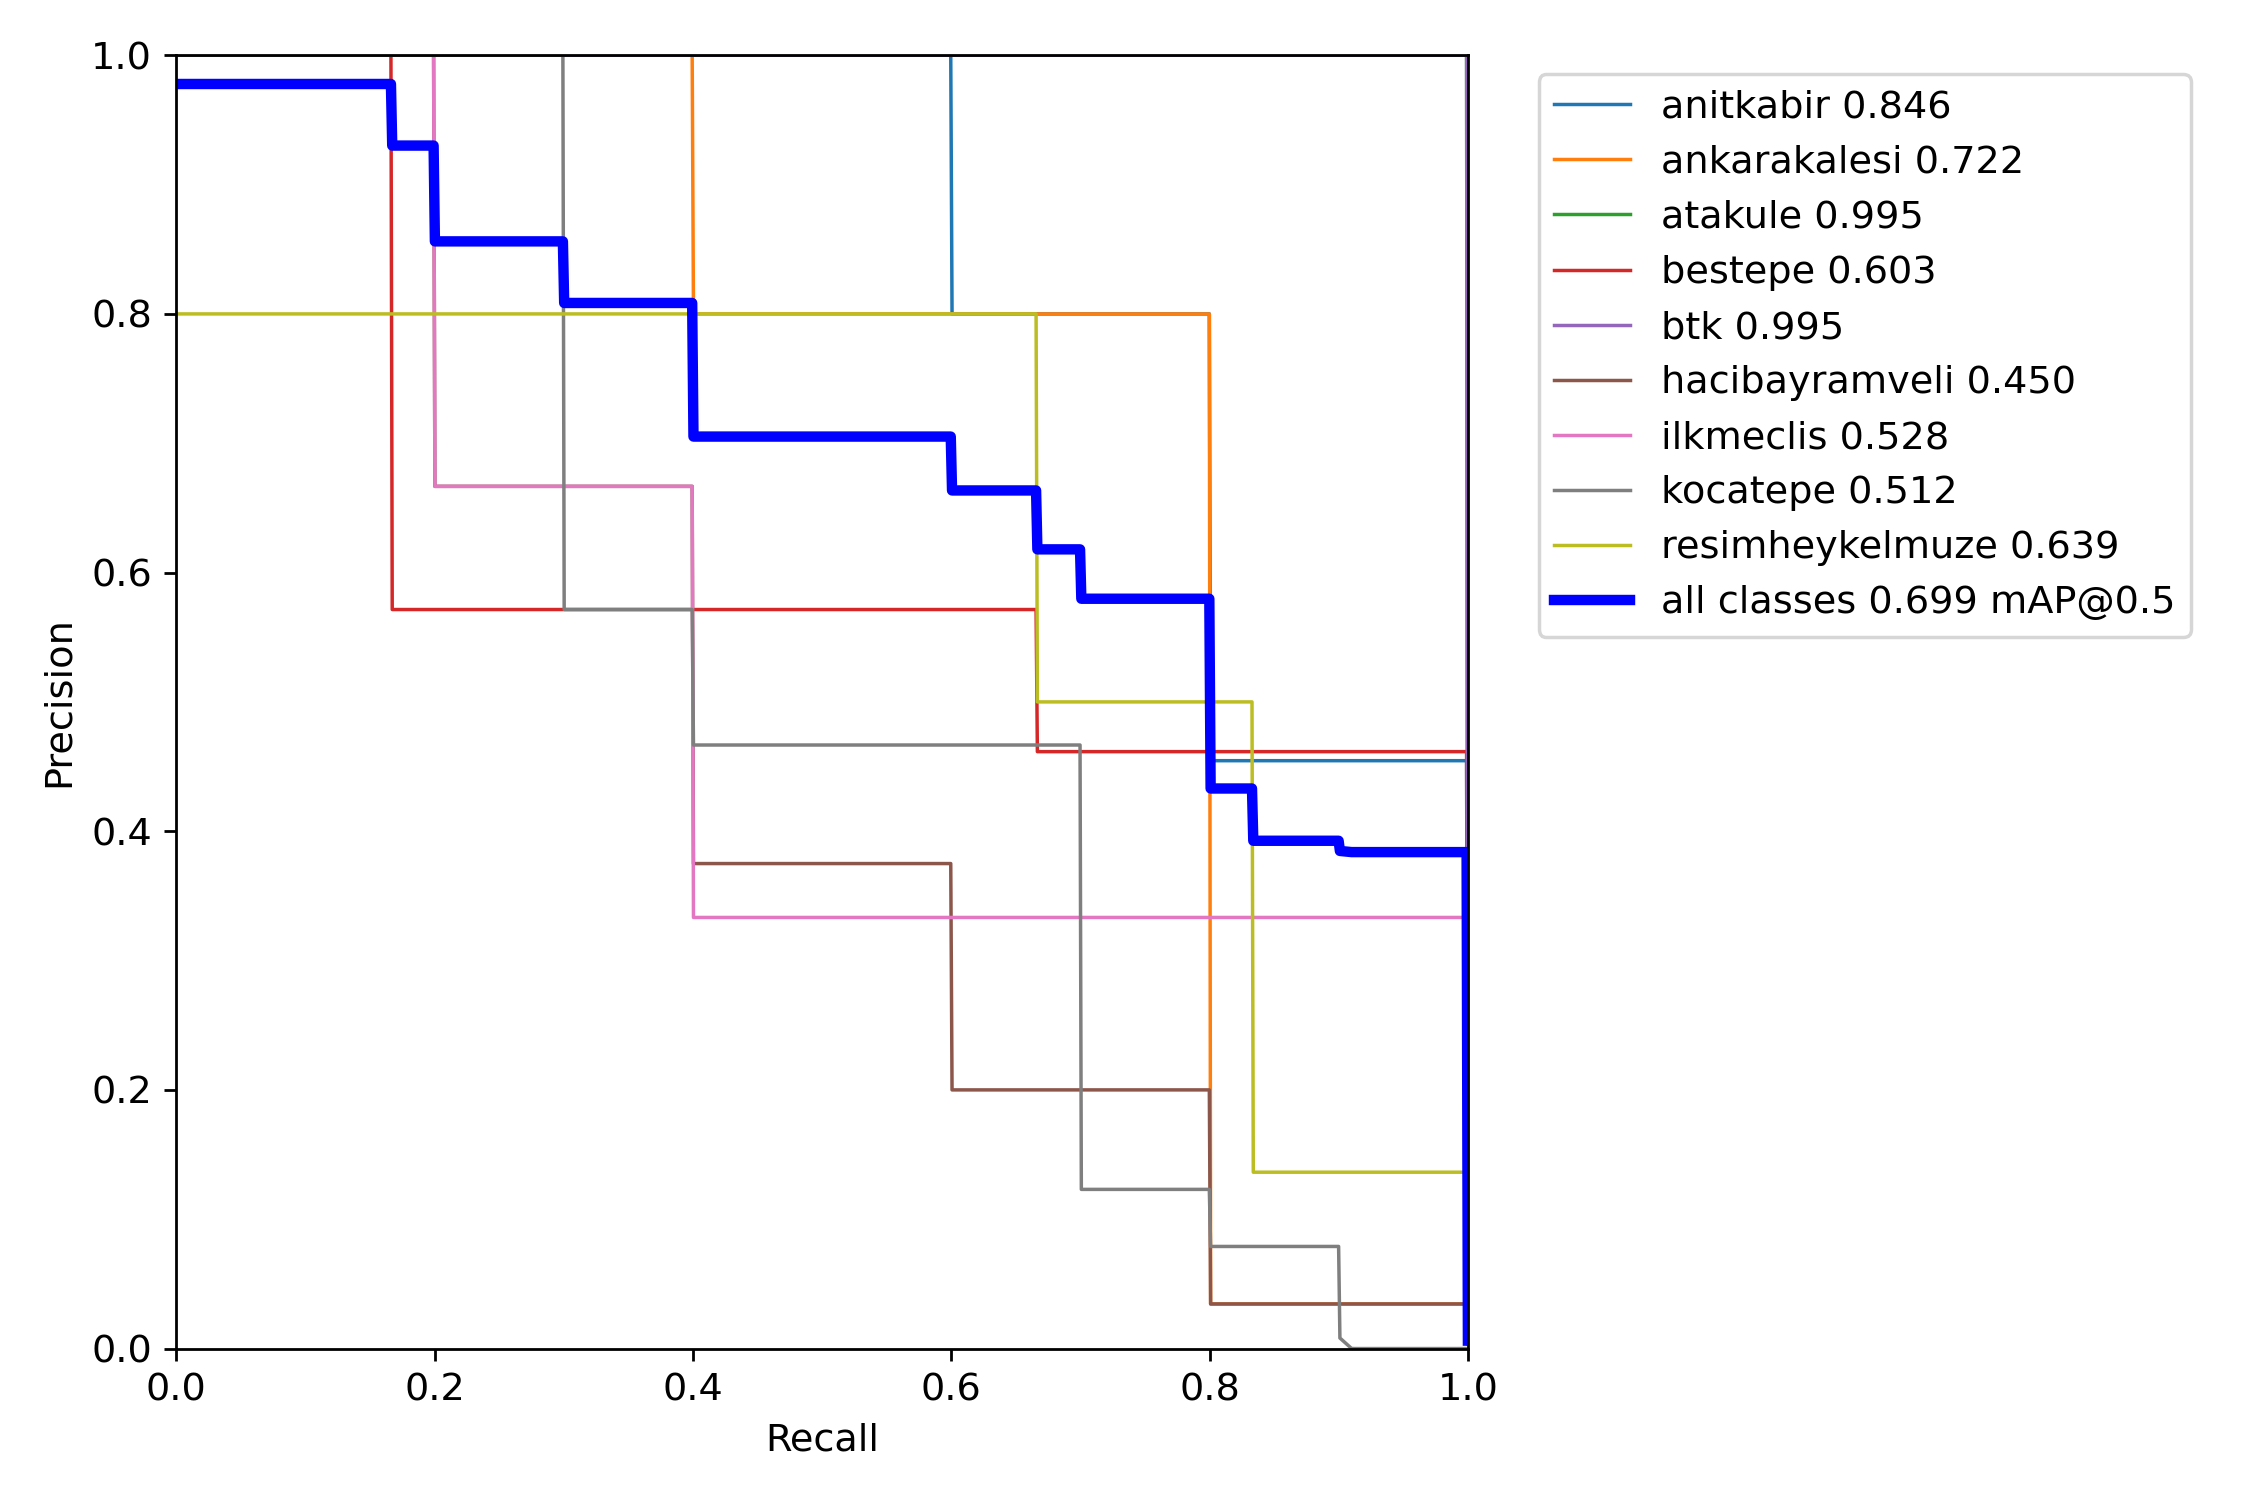 1.0
0.8
0.6
0.4
0.2
0.0
Precision
0.0 0.2 0.4 0.6 0.8 1.0
Recall
anitkabir 0.846
ankarakalesi 0.722
atakule 0.995
bestepe 0.603
btk 0.995
hacibayramveli 0.450
ilkmeclis 0.528
kocatepe 0.512
resimheykelmuze 0.639
all classes 0.699 mAP@0.5